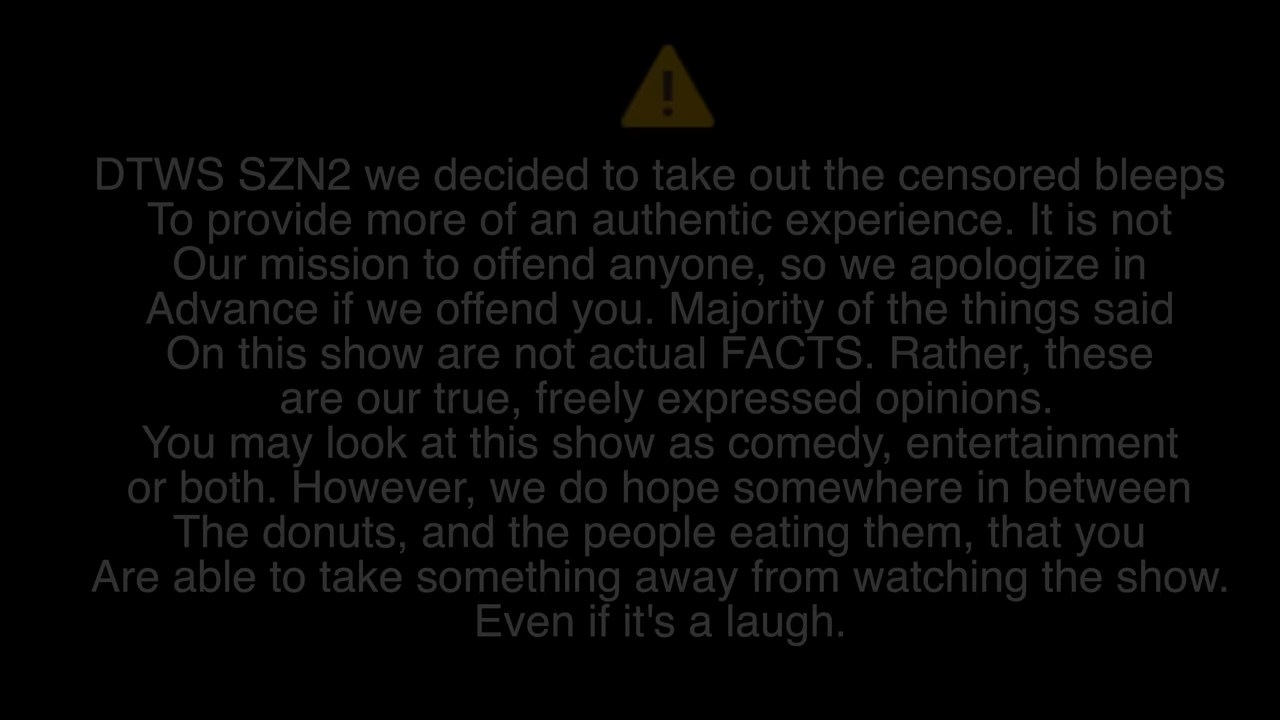 DTWS SZN2 we decided to take out the censored bleeps
To provide more of an authentic experience. It is not
Our mission to offend anyone, so we apologize in
Advance if we offend you. Majority of the things said
On this show are not actual FACTS. Rather, these
are our true, freely expressed opinions.
You may look at this show as comedy, entertainment
or both. However, we do hope somewhere in between
The donuts, and the people eating them, that you
Are able to take something away from watching the show.
Even if it's a laugh.